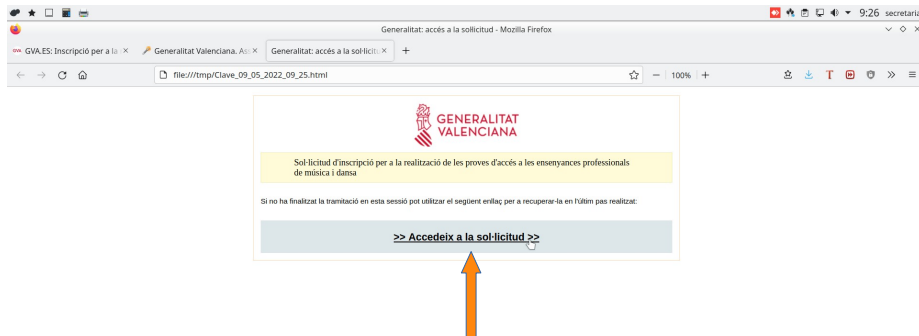 9:26 secretaria
Generalitat: accés a la sol·licitud - Mozilla Firefox
GVA.ES: Inscripció per a la
Generalitat Valenciana. As
Generalitat: accés a la sol·licitu
file:///tmp/Clave_09_05_2022_09_25.html
100%
GENERALITAT
VALENCIANA
Sol·licitud d'inscripció per a la realització de les proves d'accés a les ensenyances professionals
de música i dansa
Si no ha finalitzat la tramitació en esta sessió pot utilitzar el següent enllaç per a recuperar-la en l'últim pas realitzat:
>> Accedeix a la sol·licitud >>